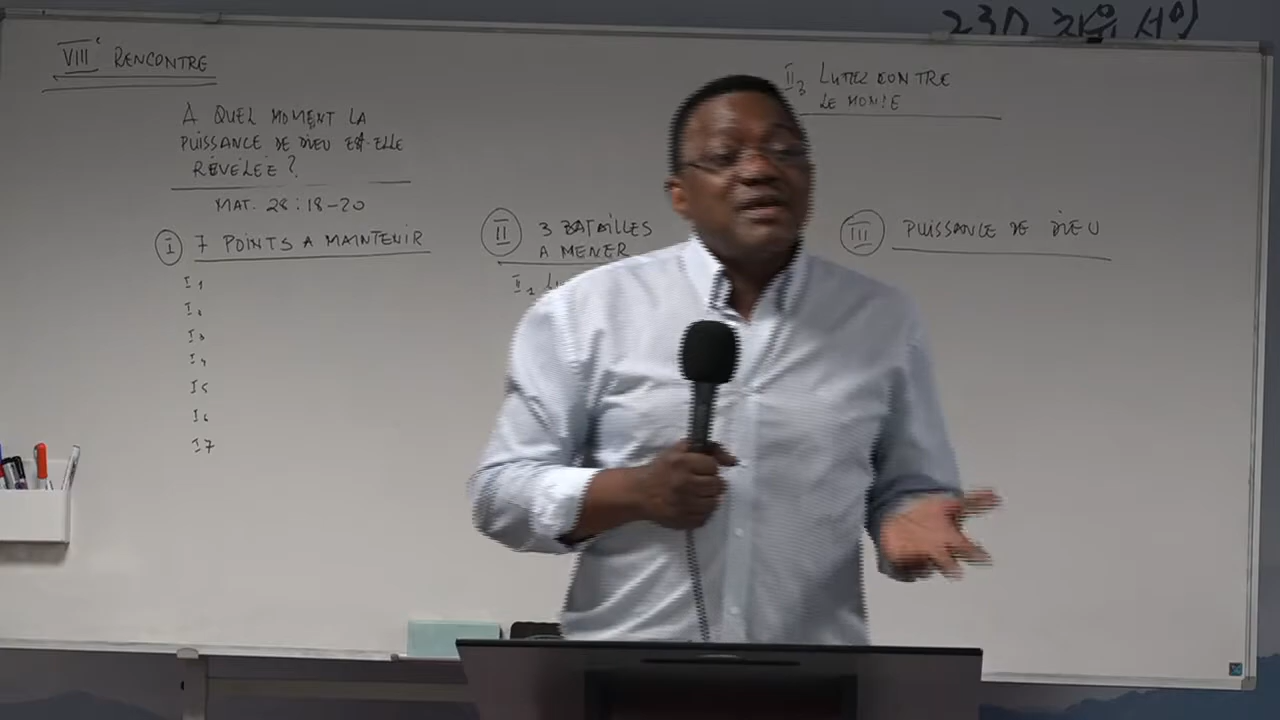 VIIIᵉ RENCONTRE
À QUEL MOMENT LA
PUISSANCE DE DIEU EST-ELLE
RÉVÉLÉE ?
MAT. 28 : 18-20
I 7 POINTS A MAINTENIR
I1
I2
I3
I4
I5
I6
I7
II 3 BATAILLES
A MENER
II1
II3 LUTTEZ CONTRE
LE MONDE
III PUISSANCE DE DIEU